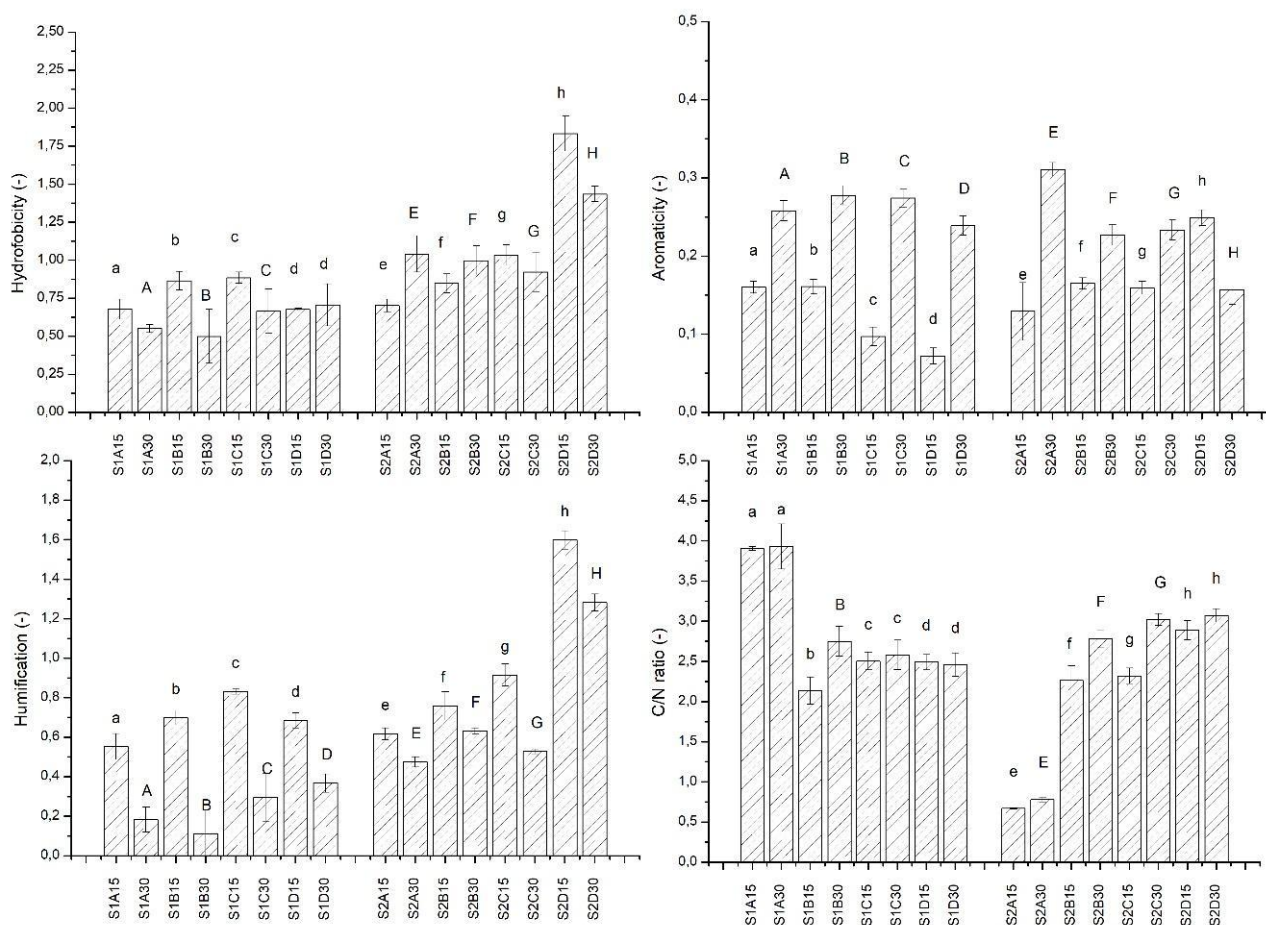 Hydrofobicity (-)
2,50
2,25
2,00
1,75
1,50
1,25
1,00
0,75
0,50
0,25
0,00
a
A
b
B
c
C
d
d
e
E
f
F
g
G
h
H
S1A15
S1A30
S1B15
S1B30
S1C15
S1C30
S1D15
S1D30
S2A15
S2A30
S2B15
S2B30
S2C15
S2C30
S2D15
S2D30
Aromaticity (-)
0,5
0,4
0,3
0,2
0,1
0,0
a
A
b
B
c
C
d
D
e
E
f
F
g
G
h
H
S1A15
S1A30
S1B15
S1B30
S1C15
S1C30
S1D15
S1D30
S2A15
S2A30
S2B15
S2B30
S2C15
S2C30
S2D15
S2D30
Humification (-)
2,0
1,8
1,6
1,4
1,2
1,0
0,8
0,6
0,4
0,2
0,0
a
A
b
B
c
C
d
D
e
E
f
F
g
G
h
H
S1A15
S1A30
S1B15
S1B30
S1C15
S1C30
S1D15
S1D30
S2A15
S2A30
S2B15
S2B30
S2C15
S2C30
S2D15
S2D30
C/N ratio (-)
5,0
4,5
4,0
3,5
3,0
2,5
2,0
1,5
1,0
0,5
0,0
a
a
b
B
c
c
d
d
e
E
f
F
g
G
h
h
S1A15
S1A30
S1B15
S1B30
S1C15
S1C30
S1D15
S1D30
S2A15
S2A30
S2B15
S2B30
S2C15
S2C30
S2D15
S2D30